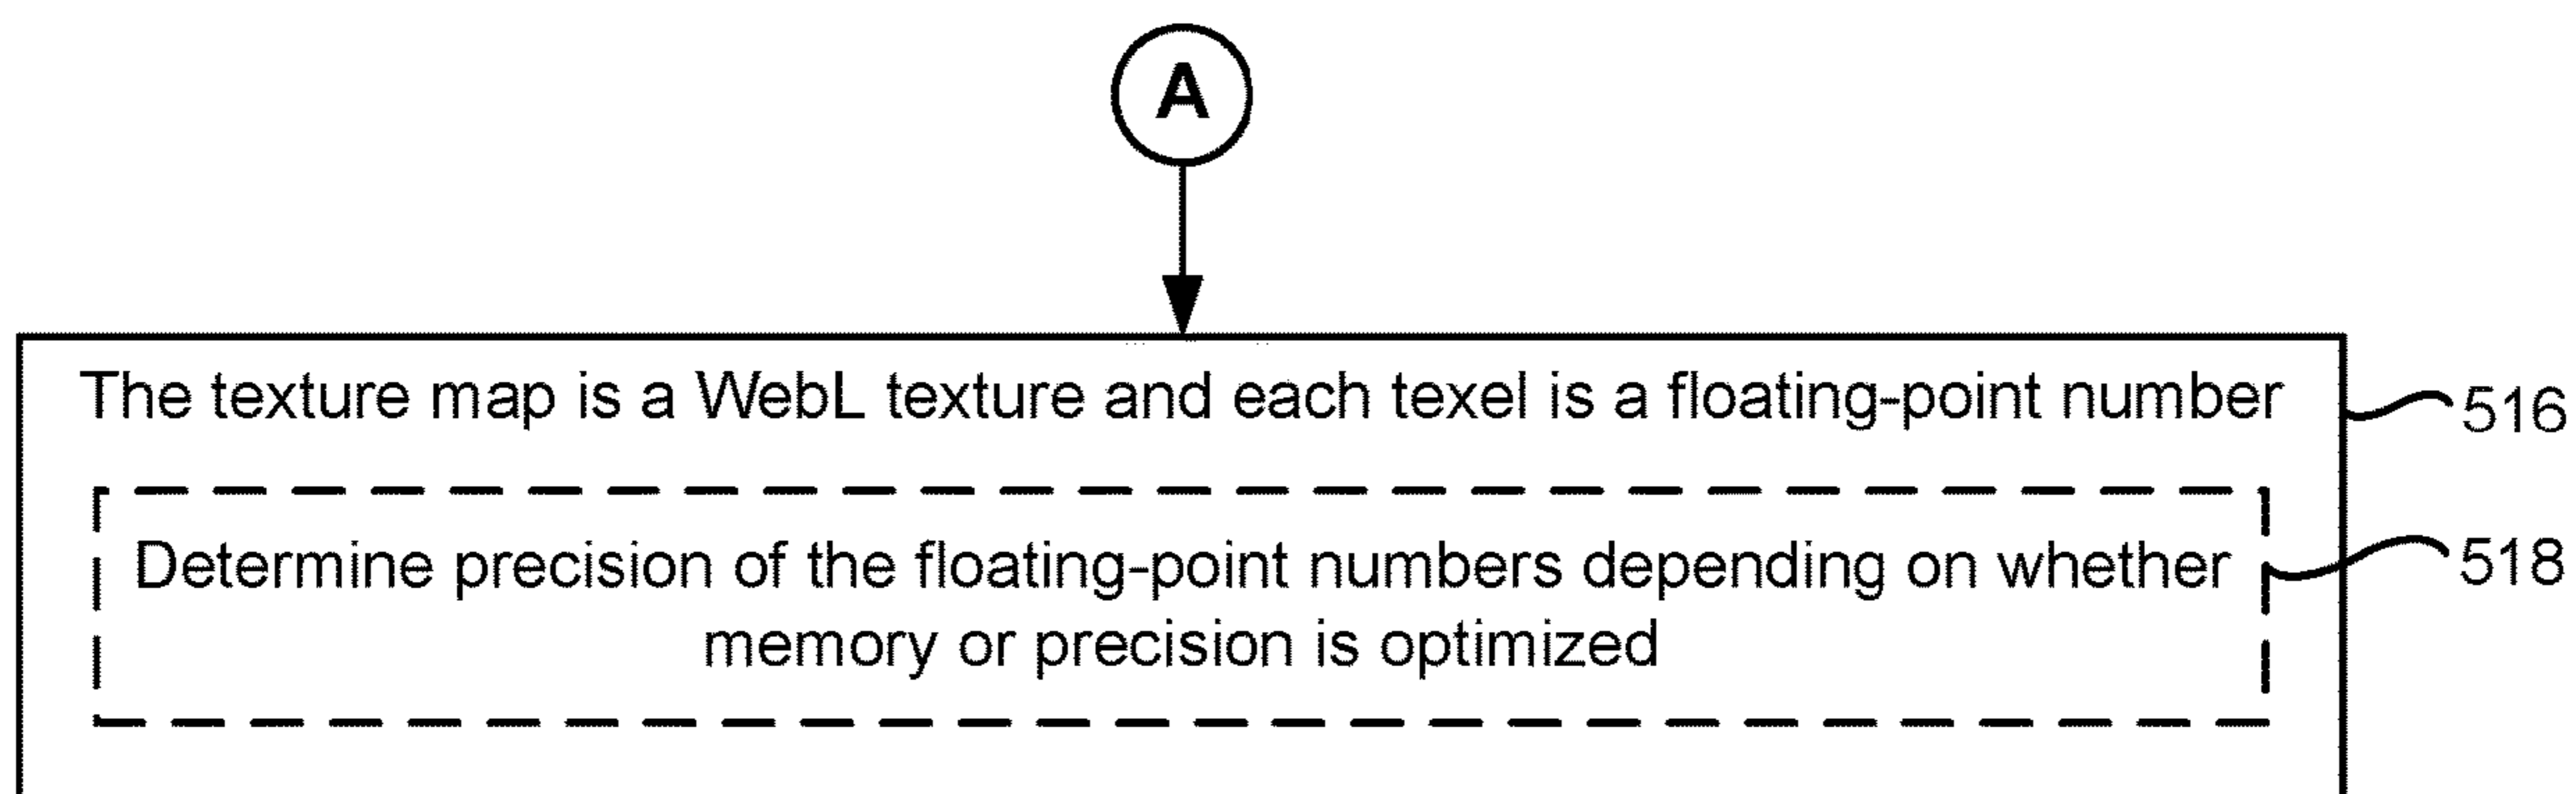 A
The texture map is a WebL texture and each texel is a floating-point number
516
Determine precision of the floating-point numbers depending on whether
518
memory or precision is optimized